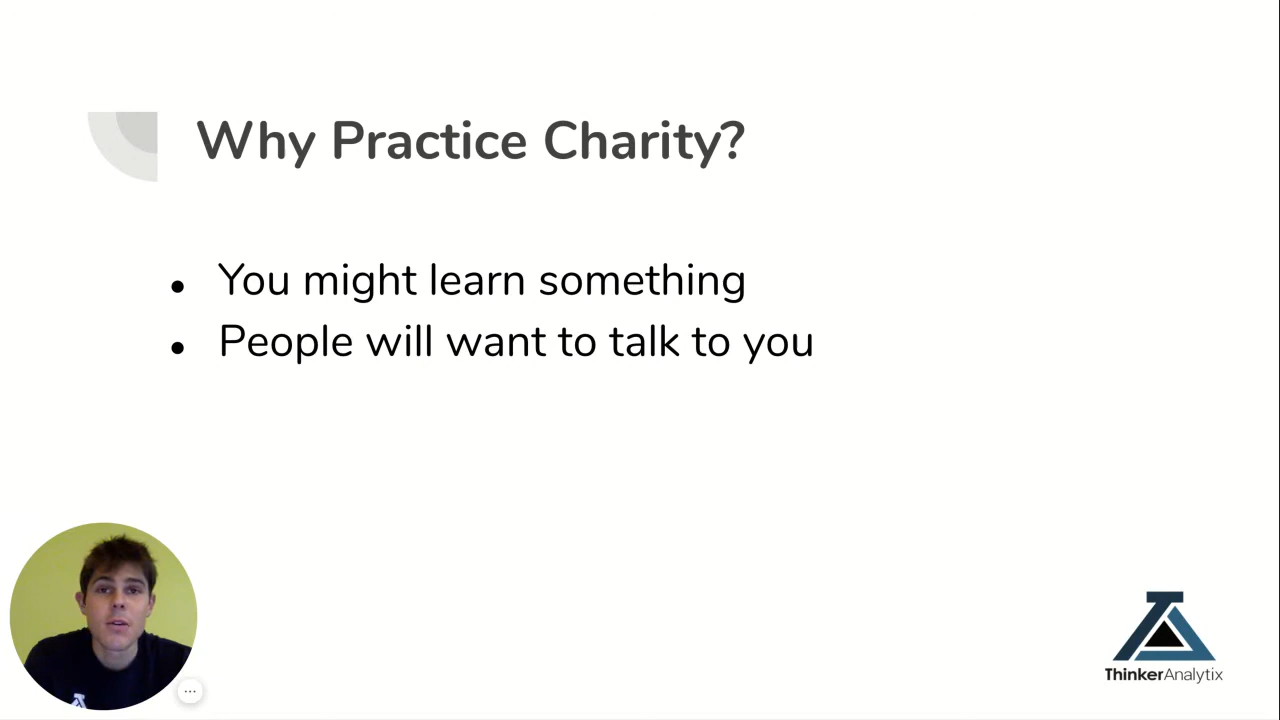 Why Practice Charity?
• You might learn something
• People will want to talk to you
ThinkerAnalytix